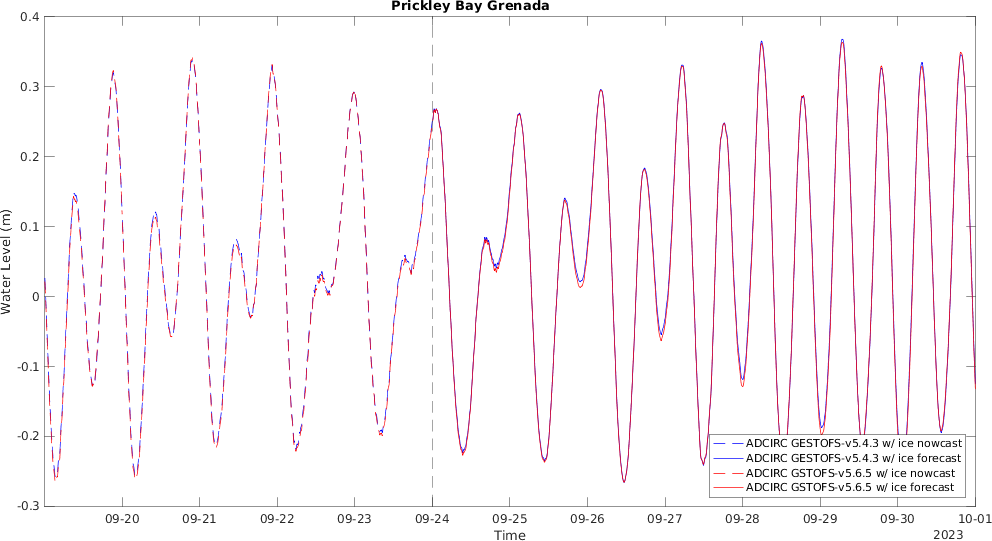 Prickley Bay Grenada
0.4
0.3
0.2
0.1
0
-0.1
-0.2
-0.3
Water Level (m)
ADCIRC GESTOFS-v5.4.3 w/ ice nowcast
ADCIRC GESTOFS-v5.4.3 w/ ice forecast
ADCIRC GSTOFS-v5.6.5 w/ ice nowcast
ADCIRC GSTOFS-v5.6.5 w/ ice forecast
09-20 09-21 09-22 09-23 09-24 09-25 09-26 09-27 09-28 09-29 09-30 10-01
Time
2023